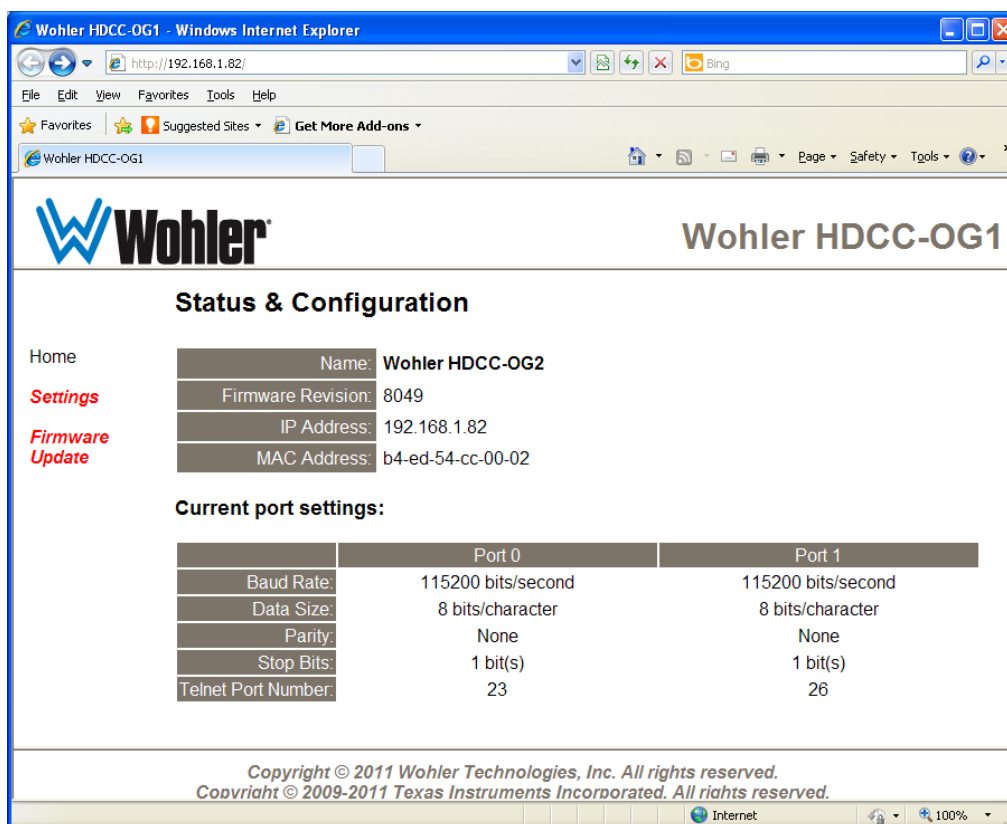 Wohler HDCC-OG1 - Windows Internet Explorer
http://192.168.1.82/
Bing
File Edit View Favorites Tools Help
Favorites Suggested Sites Get More Add-ons
Wohler HDCC-OG1 Page Safety Tools
Wohler® Wohler HDCC-OG1
Status & Configuration
Home
Settings
Firmware
Update
Name: Wohler HDCC-OG2
Firmware Revision: 8049
IP Address: 192.168.1.82
MAC Address: b4-ed-54-cc-00-02
Current port settings:
Port 0 Port 1
Baud Rate: 115200 bits/second 115200 bits/second
Data Size: 8 bits/character 8 bits/character
Parity: None None
Stop Bits: 1 bit(s) 1 bit(s)
Telnet Port Number: 23 26
Copyright © 2011 Wohler Technologies, Inc. All rights reserved.
Copyright © 2009-2011 Texas Instruments Incorporated. All rights reserved.
Internet 100%